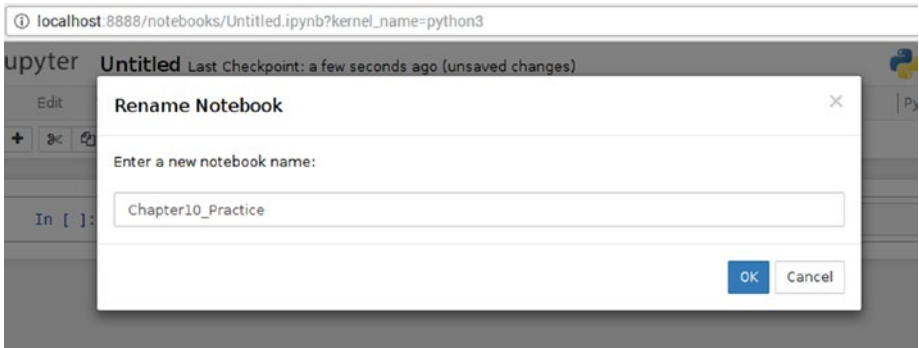 localhost:8888/notebooks/Untitled.ipynb?kernel_name=python3
upyter Untitled Last Checkpoint: a few seconds ago (unsaved changes)
Edit
Rename Notebook
Py
Enter a new notebook name:
Chapter10_Practice
In [ ]:
OK Cancel